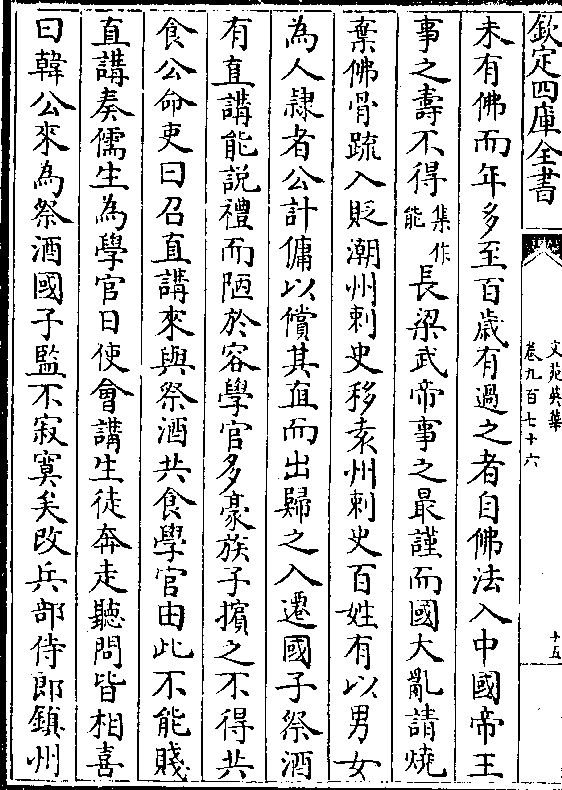 欽定四庫全書
文苑英華
卷九百七十六
十五
未有佛而年多至百歲有過之者自佛法入中國帝王
事之壽不得集作能長梁武帝事之最謹而國大亂請燒
棄佛骨疏入貶潮州刺史移袁州刺史百姓有以男女
為人隷者公計傭以償其直而出歸之入遷國子祭酒
有直講能説禮而陋於容學官多豪族子擯之不得共
食公命吏曰召直講來與祭酒共食學官由此不能賤
直講奏儒生為學官日使會講生徒奔走聽問皆相喜
曰韓公來為祭酒國子監不寂寞矣改兵部侍郎鎮州